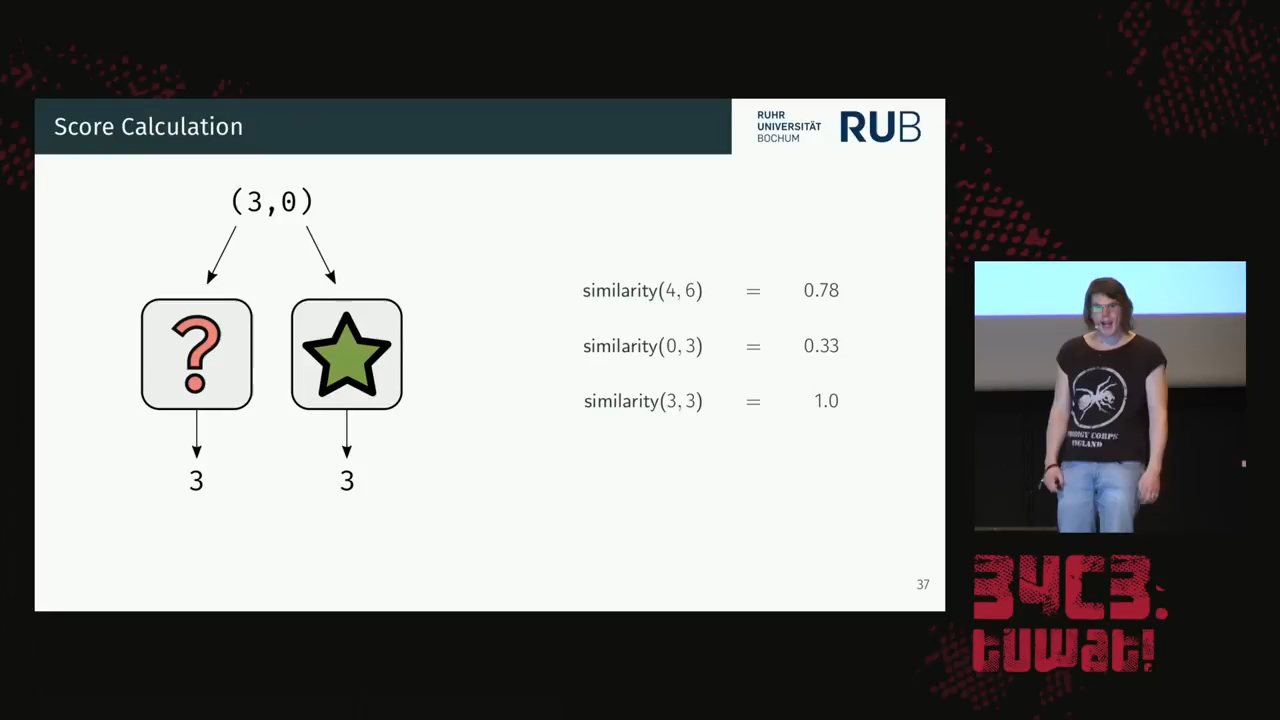 Score Calculation
RUHR
UNIVERSITÄT
BOCHUM
RUB
(3,0)
?
3
3
similarity(4, 6) = 0.78
similarity(0, 3) = 0.33
similarity(3, 3) = 1.0
37
CORPS
ENGLAND
34C3.
tuwat!